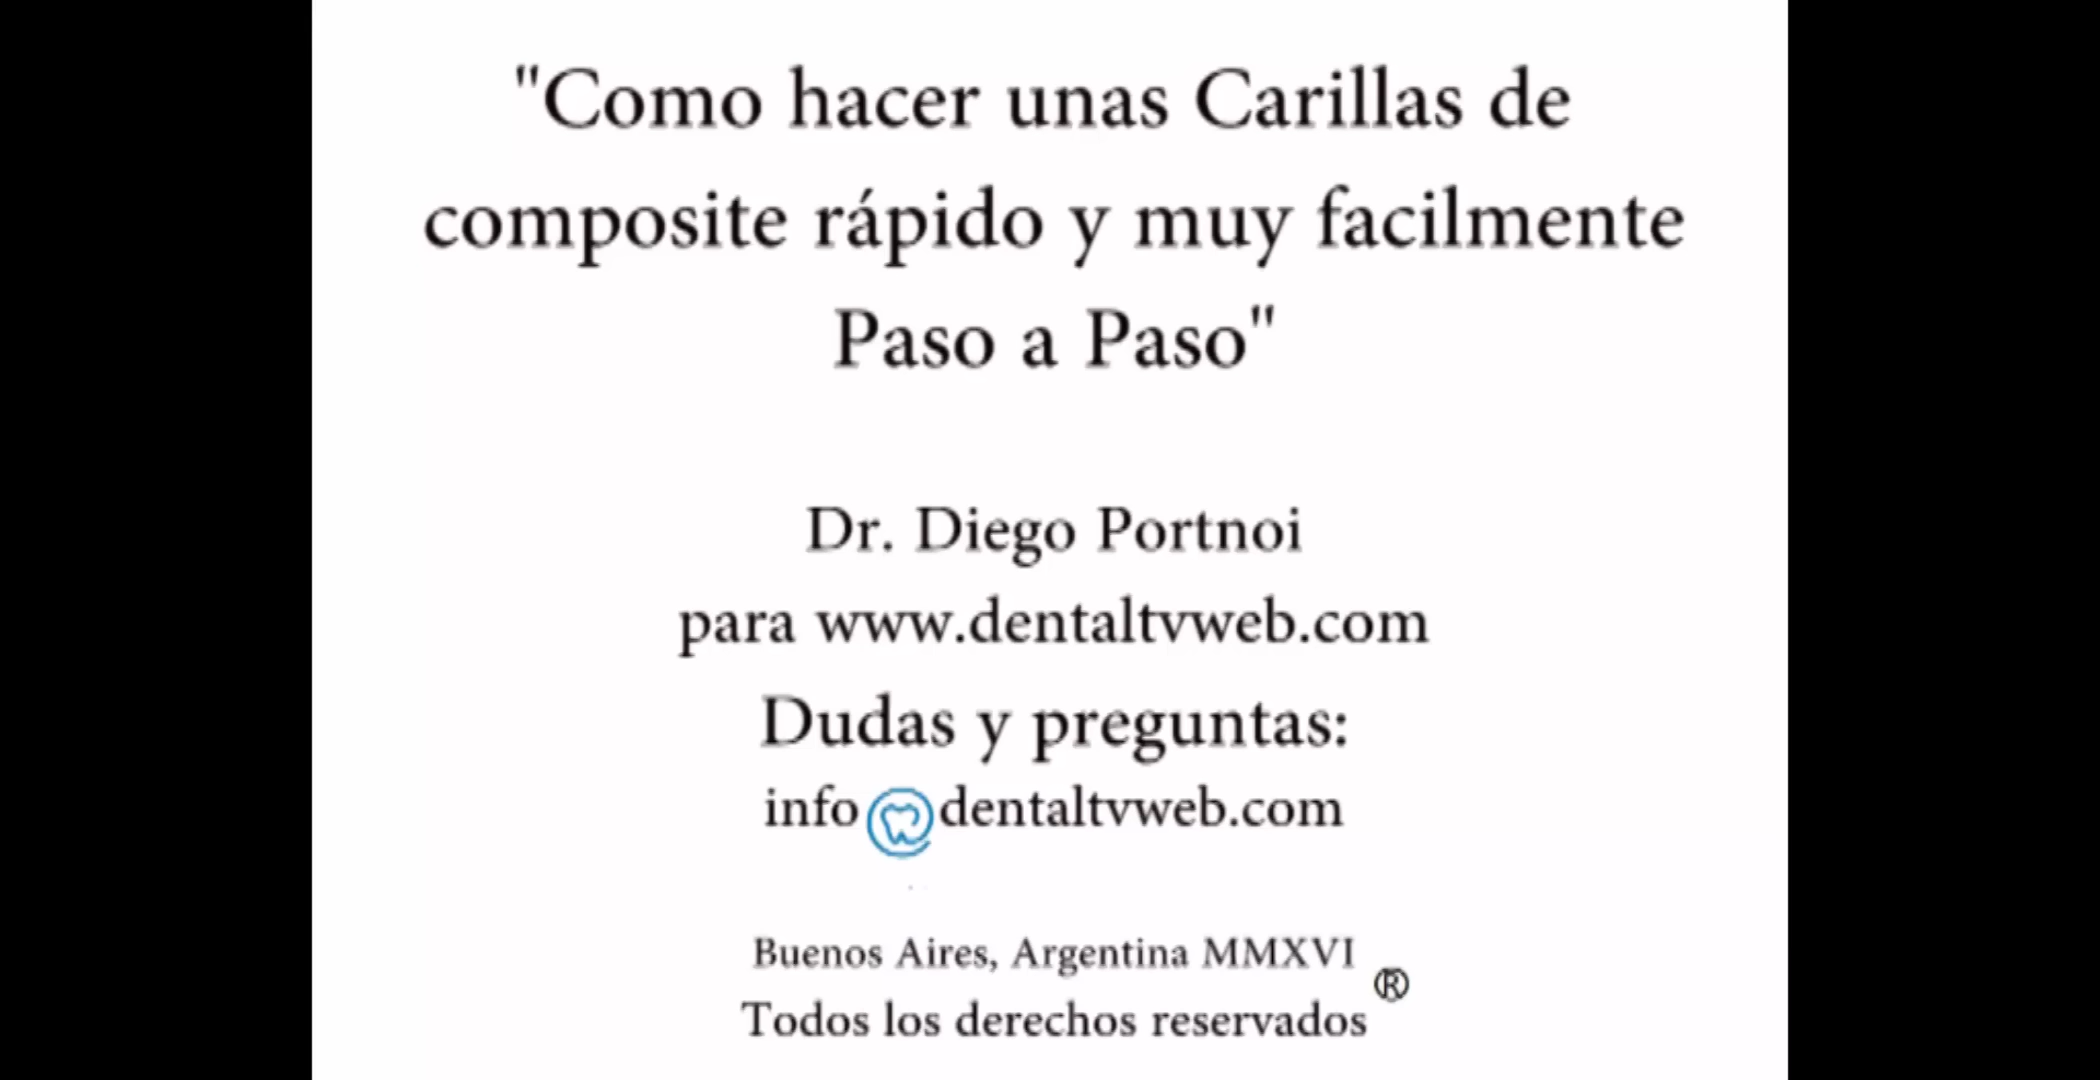 "Como hacer unas Carillas de
composite rápido y muy facilmente
Paso a Paso"
Dr. Diego Portnoi
para www.dentaltvweb.com
Dudas y preguntas:
info@dentaltvweb.com
Buenos Aires, Argentina MMXVI
Todos los derechos reservados ®